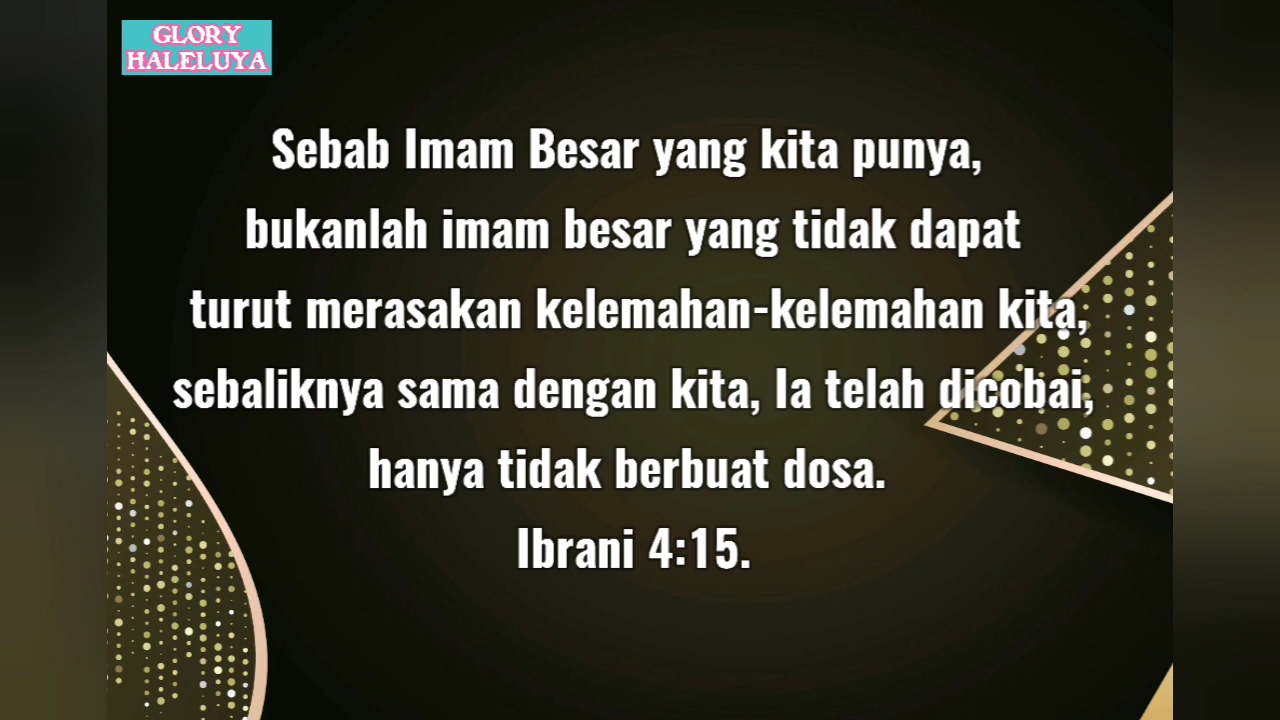 GLORY
HALELUYA
Sebab Imam Besar yang kita punya,
bukanlah imam besar yang tidak dapat
turut merasakan kelemahan-kelemahan kita,
sebaliknya sama dengan kita, Ia telah dicobai,
hanya tidak berbuat dosa.
Ibrani 4:15.